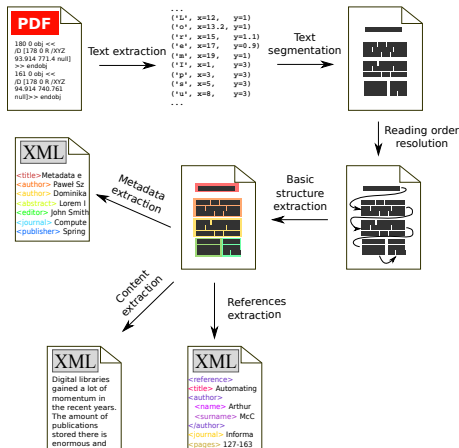 PDF
180 0 obj <<
/D [178 0 R /XYZ
93.914 771.4 null]
>> endobj
161 0 obj <<
/D [178 0 R /XYZ
94.914 740.761
null]>> endobj
Text extraction
...
('L', x=12, y=1)
('o', x=13.2, y=1)
('r', x=15, y=1.1)
('e', x=17, y=0.9)
('m', x=19, y=1)
('I', x=1, y=3)
('p', x=3, y=3)
('s', x=5, y=3)
('u', x=8, y=3)
...
Text
segmentation
Reading order
resolution
Basic
structure
extraction
Metadata
extraction
XML
<title>Metadata e
<author> Paweł Sz
<author> Dominika
<abstract> Lorem I
<editor> John Smith
<journal> Compute
<publisher> Spring
Content
extraction
References
extraction
XML
Digital libraries
gained a lot of
momentum in
the recent years.
The amount of
publications
stored there is
enormous and
XML
<reference>
<title> Automating
<author>
<name> Arthur
<surname> McC
</author>
<journal> Informa
<pages> 127-163